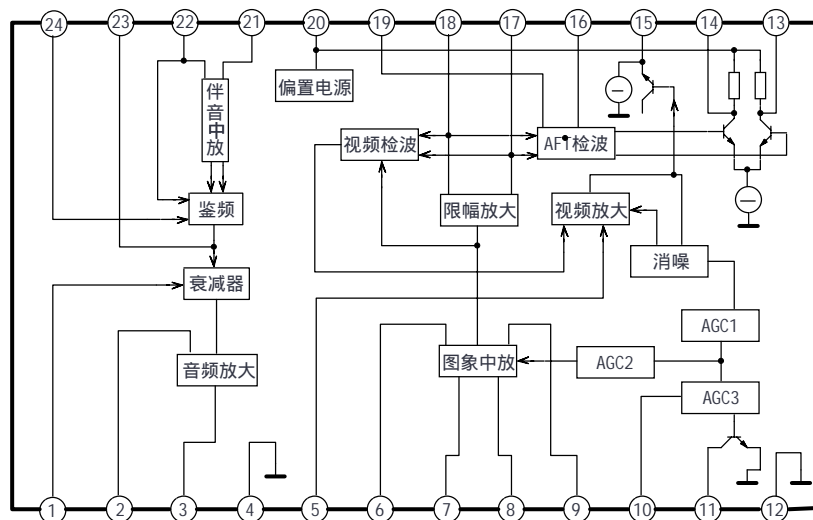 24 23 22 21 20 19 18 17 16 15 14 13
偏置电源
伴音中放
视频检波
AFT检波
鉴频
限幅放大
视频放大
消噪
衰减器
AGC1
音频放大
图象中放
AGC2
AGC3
1 2 3 4 5 6 7 8 9 10 11 12